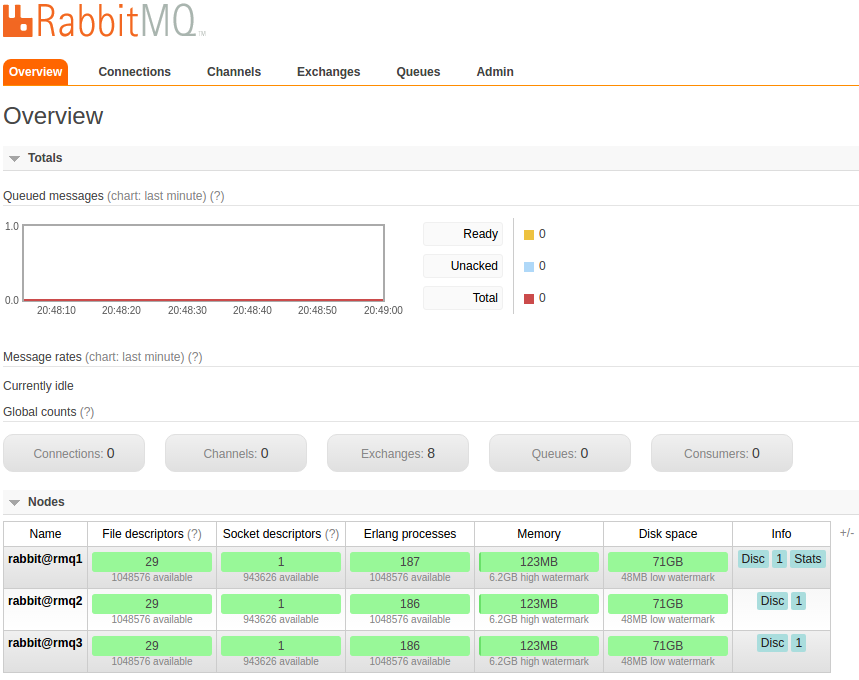 RabbitMQ TM
Overview Connections Channels Exchanges Queues Admin
Overview
Totals
Queued messages (chart: last minute) (?)
1.0
0.0
20:48:10 20:48:20 20:48:30 20:48:40 20:48:50 20:49:00
Ready 0
Unacked 0
Total 0
Message rates (chart: last minute) (?)
Currently idle
Global counts (?)
Connections: 0 Channels: 0 Exchanges: 8 Queues: 0 Consumers: 0
Nodes
Name File descriptors (?) Socket descriptors (?) Erlang processes Memory Disk space Info +/-
rabbit@rmq1 29 1 187 123MB 71GB Disc 1 Stats
1048576 available 943626 available 1048576 available 6.2GB high watermark 48MB low watermark
rabbit@rmq2 29 1 186 123MB 71GB Disc 1
1048576 available 943626 available 1048576 available 6.2GB high watermark 48MB low watermark
rabbit@rmq3 29 1 186 123MB 71GB Disc 1
1048576 available 943626 available 1048576 available 6.2GB high watermark 48MB low watermark